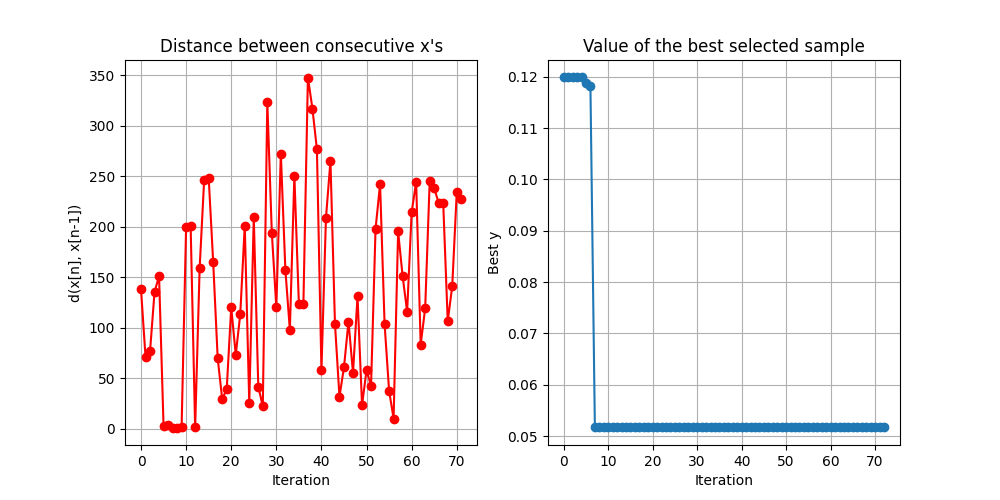 Distance between consecutive x's
350
300
250
200
150
100
50
0
d(x[n], x[n-1])
0 10 20 30 40 50 60 70
Iteration
Value of the best selected sample
0.12
0.11
0.10
0.09
0.08
0.07
0.06
0.05
Best y
0 10 20 30 40 50 60 70
Iteration